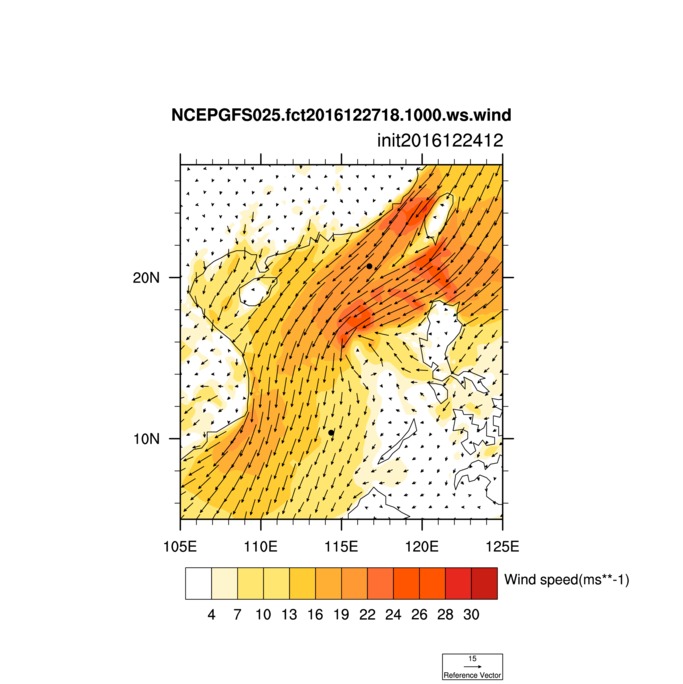 NCEPGFS025.fct2016122718.1000.ws.wind
init2016122412
20N
10N
105E 110E 115E 120E 125E
Wind speed(ms**-1)
4 7 10 13 16 19 22 24 26 28 30
15
Reference Vector